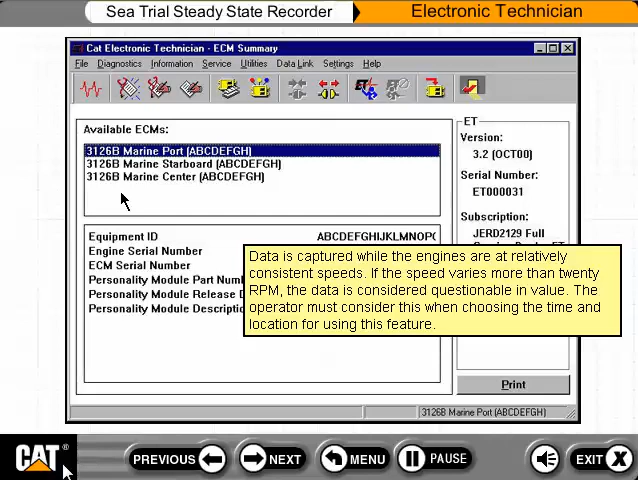 Sea Trial Steady State Recorder
Electronic Technician
Cat Electronic Technician - ECM Summary
File Diagnostics Information Service Utilities Data Link Settings Help
Available ECMs:
3126B Marine Port (ABCDEFGH)
3126B Marine Starboard (ABCDEFGH)
3126B Marine Center (ABCDEFGH)
ET
Version:
3.2 (OCT00)
Serial Number:
ET000031
Subscription:
JERD2129 Full
Equipment ID ABCDEFGHIJKLMNOP
Engine Serial Number
ECM Serial Number
Personality Module Part Num
Personality Module Release D
Personality Module Descriptio
Data is captured while the engines are at relatively
consistent speeds. If the speed varies more than twenty
RPM, the data is considered questionable in value. The
operator must consider this when choosing the time and
location for using this feature.
Print
3126B Marine Port (ABCDEFGH)
CAT®
PREVIOUS
NEXT
MENU
PAUSE
EXIT X